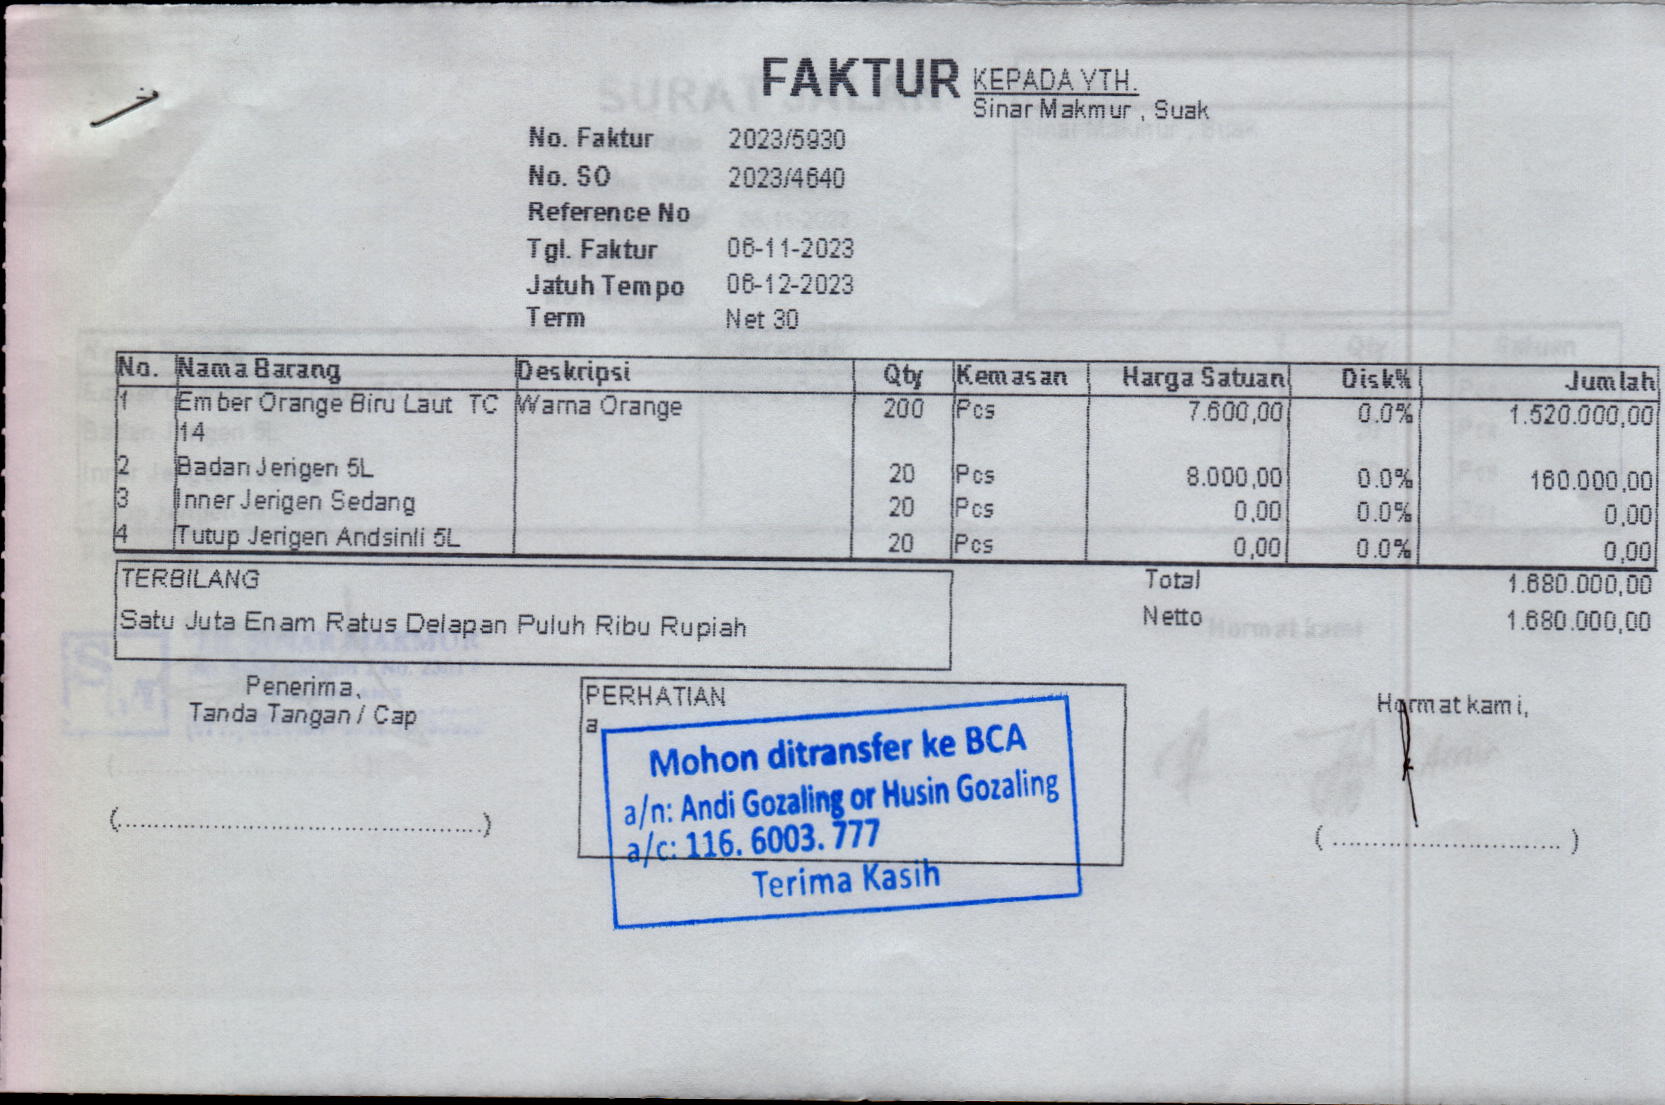 FAKTUR
KEPADA YTH.
Sinar Makmur , Suak
No. Faktur 2023/5930
No. SO 2023/4640
Reference No
Tgl. Faktur 06-11-2023
Jatuh Tempo 06-12-2023
Term Net 30
No. Nama Barang Deskripsi Qty Kemasan Harga Satuan Disk% Jumlah
1 Ember Orange Biru Laut TC Warna Orange 200 Pcs 7.600,00 0.0% 1.520.000,00
14
2 Badan Jerigen 5L 20 Pcs 8.000,00 0.0% 160.000,00
3 Inner Jerigen Sedang 20 Pcs 0,00 0.0% 0,00
4 Tutup Jerigen Andsinli 5L 20 Pcs 0,00 0.0% 0,00
TERBILANG
Satu Juta Enam Ratus Delapan Puluh Ribu Rupiah
Total 1.680.000,00
Netto 1.680.000,00
Penerima,
Tanda Tangan / Cap
(................................................)
PERHATIAN
a
Mohon ditransfer ke BCA
a/n: Andi Gozaling or Husin Gozaling
a/c: 116. 6003. 777
Terima Kasih
Hormat kami,
(..............................)